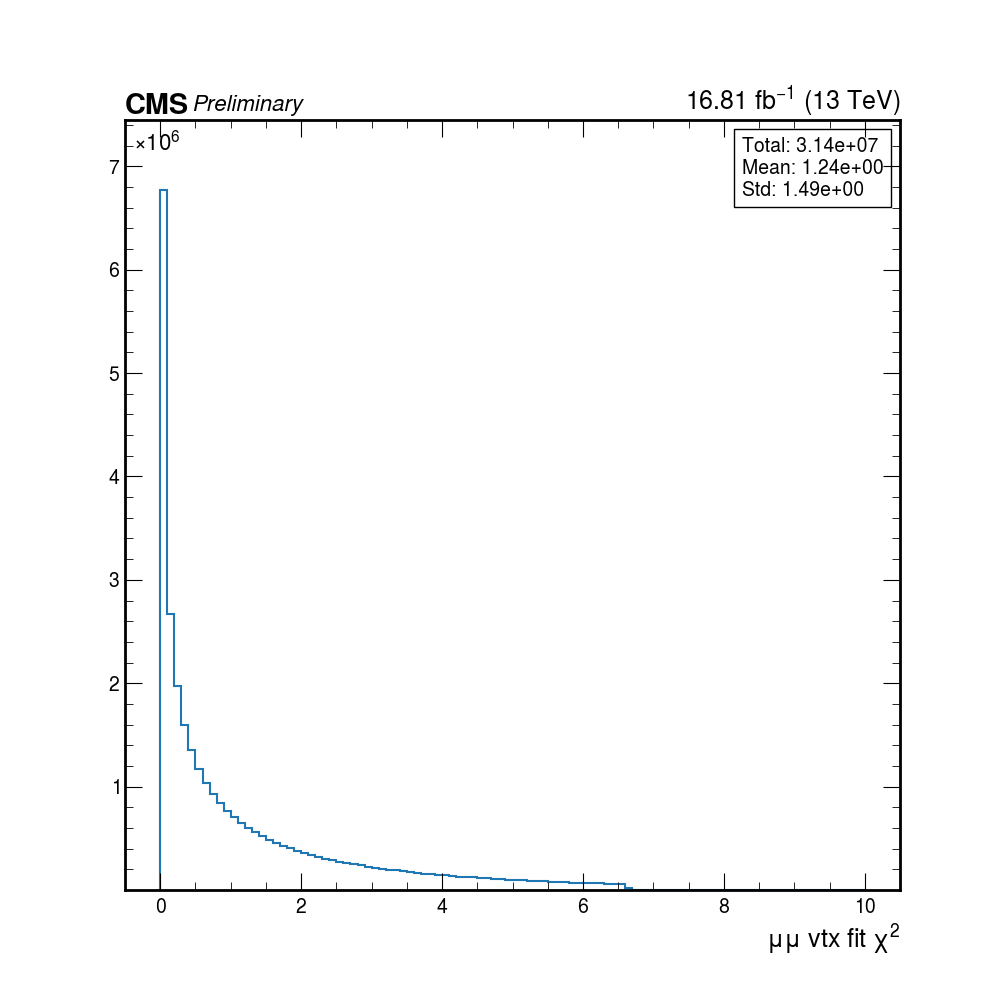 CMS Preliminary 16.81 fb⁻¹ (13 TeV)
×10⁶
Total: 3.14e+07
Mean: 1.24e+00
Std: 1.49e+00
7
6
5
4
3
2
1
0 2 4 6 8 10
μμ vtx fit χ²